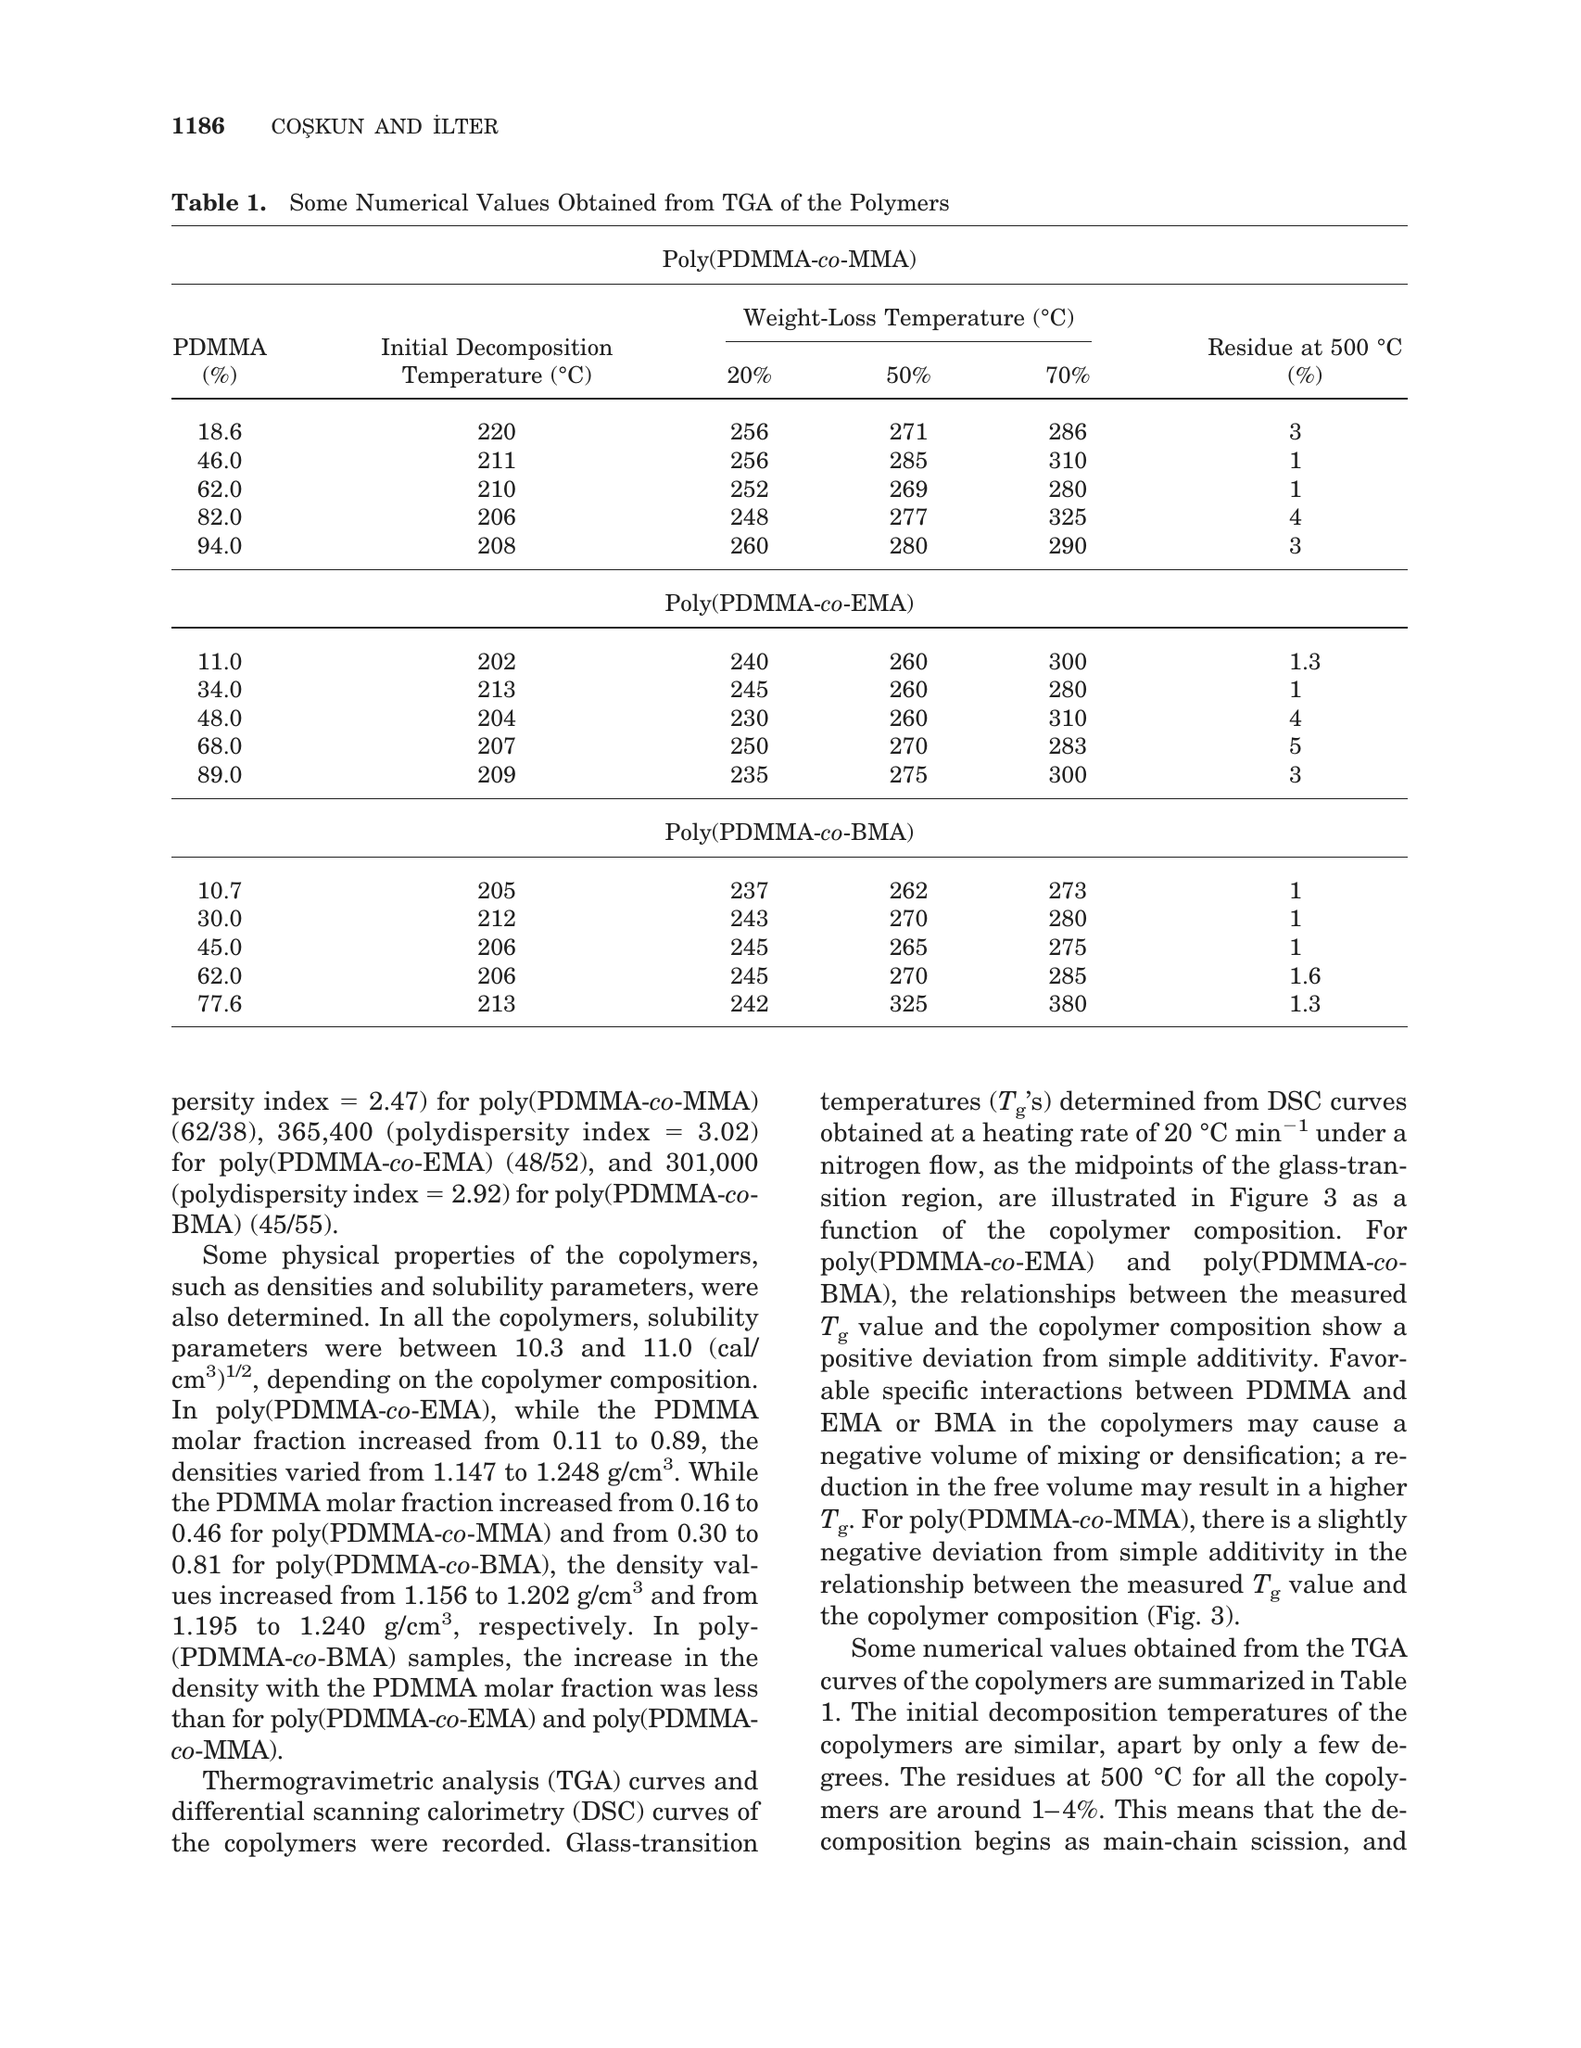 1186 COŞKUN AND İLTER
Table 1. Some Numerical Values Obtained from TGA of the Polymers
Poly(PDMMA-co-MMA)
Weight-Loss Temperature (°C)
PDMMA Initial Decomposition Residue at 500 °C
(%) Temperature (°C) 20% 50% 70% (%)
18.6 220 256 271 286 3
46.0 211 256 285 310 1
62.0 210 252 269 280 1
82.0 206 248 277 325 4
94.0 208 260 280 290 3
Poly(PDMMA-co-EMA)
11.0 202 240 260 300 1.3
34.0 213 245 260 280 1
48.0 204 230 260 310 4
68.0 207 250 270 283 5
89.0 209 235 275 300 3
Poly(PDMMA-co-BMA)
10.7 205 237 262 273 1
30.0 212 243 270 280 1
45.0 206 245 265 275 1
62.0 206 245 270 285 1.6
77.6 213 242 325 380 1.3
persity index = 2.47) for poly(PDMMA-co-MMA)
(62/38), 365,400 (polydispersity index = 3.02)
for poly(PDMMA-co-EMA) (48/52), and 301,000
(polydispersity index = 2.92) for poly(PDMMA-co-
BMA) (45/55).
Some physical properties of the copolymers,
such as densities and solubility parameters, were
also determined. In all the copolymers, solubility
parameters were between 10.3 and 11.0 (cal/
cm³)¹/², depending on the copolymer composition.
In poly(PDMMA-co-EMA), while the PDMMA
molar fraction increased from 0.11 to 0.89, the
densities varied from 1.147 to 1.248 g/cm³. While
the PDMMA molar fraction increased from 0.16 to
0.46 for poly(PDMMA-co-MMA) and from 0.30 to
0.81 for poly(PDMMA-co-BMA), the density val-
ues increased from 1.156 to 1.202 g/cm³ and from
1.195 to 1.240 g/cm³, respectively. In poly-
(PDMMA-co-BMA) samples, the increase in the
density with the PDMMA molar fraction was less
than for poly(PDMMA-co-EMA) and poly(PDMMA-
co-MMA).
Thermogravimetric analysis (TGA) curves and
differential scanning calorimetry (DSC) curves of
the copolymers were recorded. Glass-transition
temperatures (Tg's) determined from DSC curves
obtained at a heating rate of 20 °C min⁻¹ under a
nitrogen flow, as the midpoints of the glass-tran-
sition region, are illustrated in Figure 3 as a
function of the copolymer composition. For
poly(PDMMA-co-EMA) and poly(PDMMA-co-
BMA), the relationships between the measured
Tg value and the copolymer composition show a
positive deviation from simple additivity. Favor-
able specific interactions between PDMMA and
EMA or BMA in the copolymers may cause a
negative volume of mixing or densification; a re-
duction in the free volume may result in a higher
Tg. For poly(PDMMA-co-MMA), there is a slightly
negative deviation from simple additivity in the
relationship between the measured Tg value and
the copolymer composition (Fig. 3).
Some numerical values obtained from the TGA
curves of the copolymers are summarized in Table
1. The initial decomposition temperatures of the
copolymers are similar, apart by only a few de-
grees. The residues at 500 °C for all the copoly-
mers are around 1–4%. This means that the de-
composition begins as main-chain scission, and